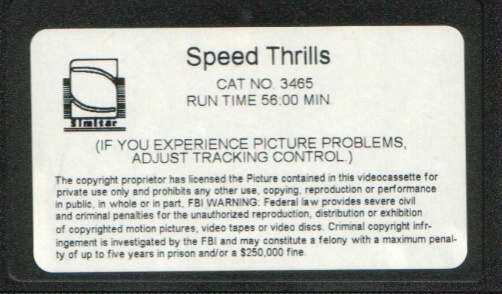 Speed Thrills
CAT NO. 3465
RUN TIME 56:00 MIN.
Simitar
(IF YOU EXPERIENCE PICTURE PROBLEMS,
ADJUST TRACKING CONTROL.)
The copyright proprietor has licensed the Picture contained in this videocassette for
private use only and prohibits any other use, copying, reproduction or performance
in public, in whole or in part, FBI WARNING: Federal law provides severe civil
and criminal penalties for the unauthorized reproduction, distribution or exhibition
of copyrighted motion pictures, video tapes or video discs. Criminal copyright infr-
ingement is investigated by the FBI and may constitute a felony with a maximum penal-
ty of up to five years in prison and/or a $250,000 fine.